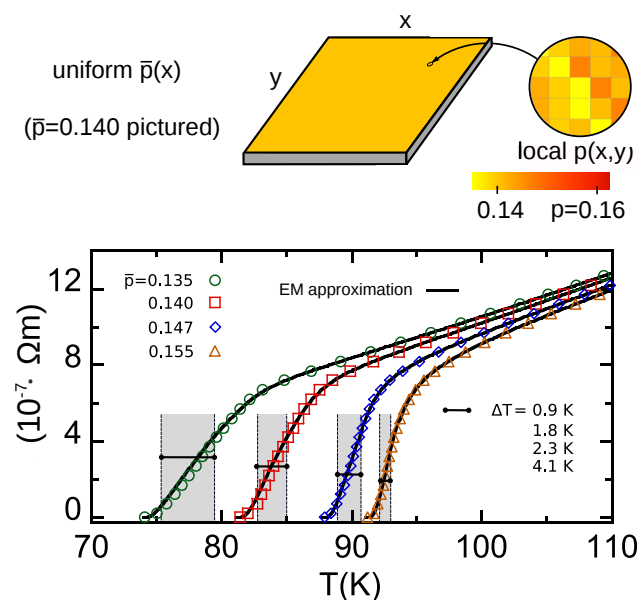 x
uniform p̄(x)
y
(p̄=0.140 pictured)
local p(x,y)
0.14 p=0.16
12
8
4
0
(10⁻⁷· Ωm)
p̄=0.135
0.140
0.147
0.155
EM approximation
ΔT = 0.9 K
1.8 K
2.3 K
4.1 K
70 80 90 100 110
T(K)